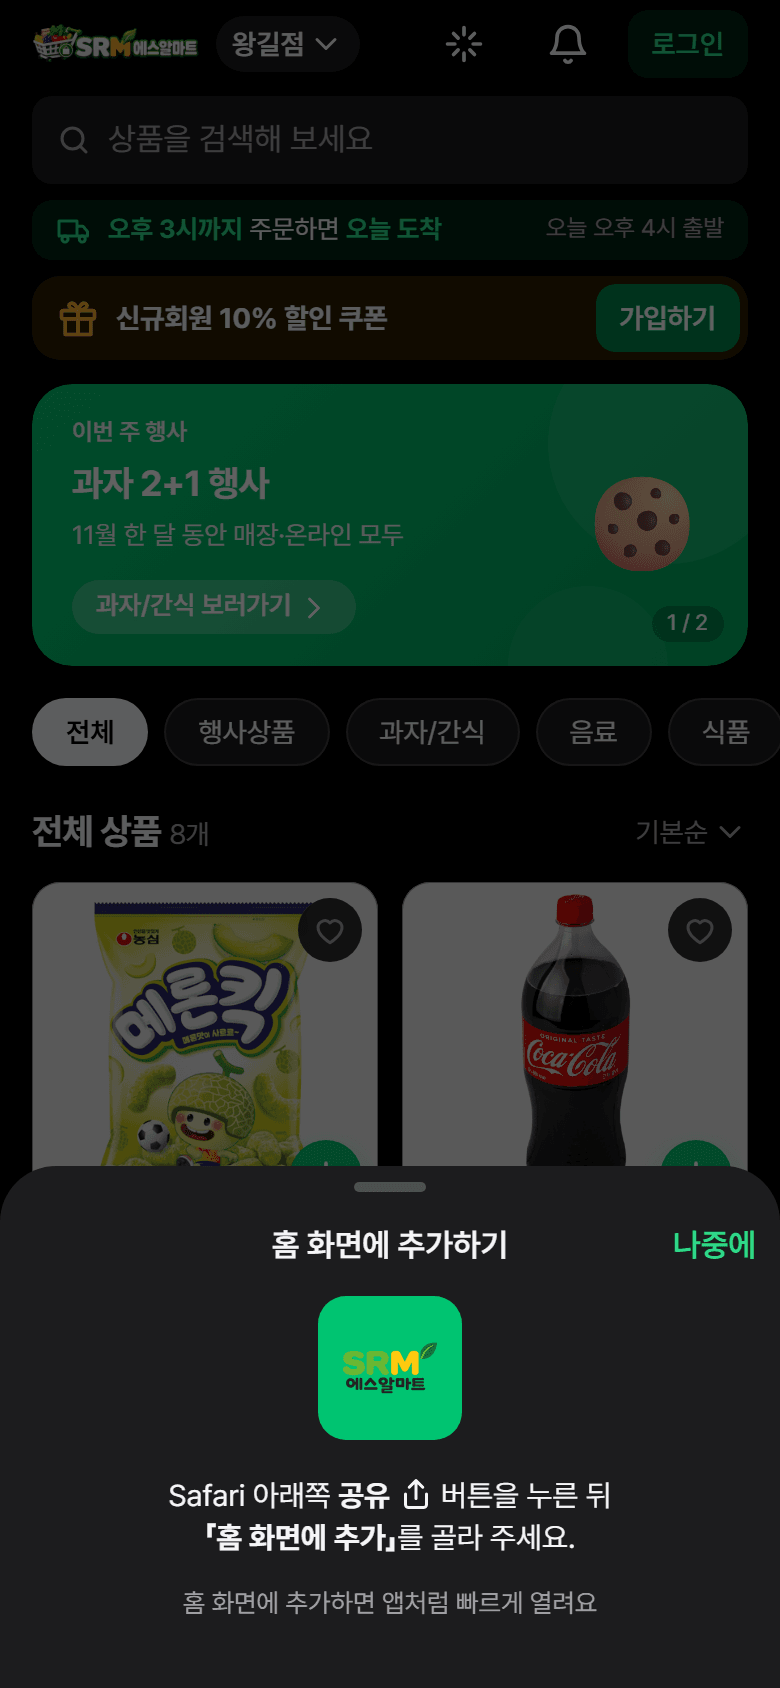 SRM 에스알마트
왕길점
로그인
상품을 검색해 보세요
오후 3시까지 주문하면 오늘 도착
오늘 오후 4시 출발
신규회원 10% 할인 쿠폰
가입하기
이번 주 행사
과자 2+1 행사
11월 한 달 동안 매장·온라인 모두
과자/간식 보러가기
1 / 2
전체
행사상품
과자/간식
음료
식품
전체 상품 8개
기본순
농심
메론킥
ORIGINAL TASTE
Coca-Cola
홈 화면에 추가하기
나중에
SRM
에스알마트
Safari 아래쪽 공유 버튼을 누른 뒤
「홈 화면에 추가」를 골라 주세요.
홈 화면에 추가하면 앱처럼 빠르게 열려요